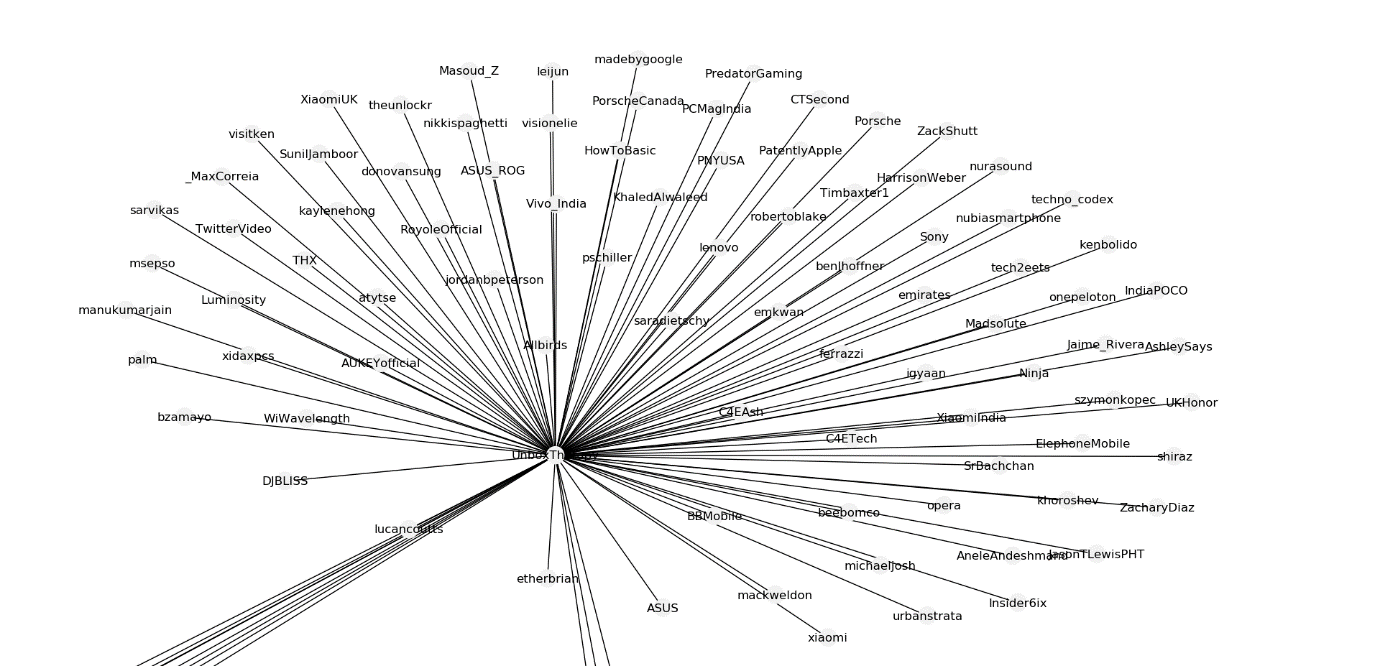 madebygoogle
Masoud_Z
leijun
PredatorGaming
XiaomiUK
theunlockr
PorscheCanada
PCMagIndia
CTSecond
nikkispaghetti
visionelie
Porsche
visitken
ZackShutt
SunilJamboor
HowToBasic
PatentlyApple
donovansung
ASUS_ROG
PNYUSA
nurasound
_MaxCorreia
HarrisonWeber
Timbaxter1
KhaledAlwaleed
techno_codex
sarvikas
kaylenehong
Vivo_India
robertoblake
nubiasmartphone
TwitterVideo
RoyoleOfficial
Sony
lenovo
kenbolido
msepso
THX
pschiller
benjhoffner
tech2eets
jordanbpeterson
IndiaPOCO
Luminosity
atytse
emirates
onepeloton
manukumarjain
emkwan
saradietschy
Madsolute
Allbirds
Jaime_Rivera
AshleySays
palm
xidaxpcs
AUKEYofficial
ferrazzi
igyaan
Ninja
szymonkopec
UKHonor
bzamayo
WiWavelength
C4EAsh
XiaomiIndia
C4ETech
ElephoneMobile
UnboxTherapy
shiraz
SrBachchan
DJBLISS
khoroshev
ZacharyDiaz
opera
beebomco
BBMobile
lucancoutts
AneleAndeshmand
JasonTLewisPHT
michaeljosh
etherbrian
mackweldon
Insider6ix
ASUS
urbanstrata
xiaomi